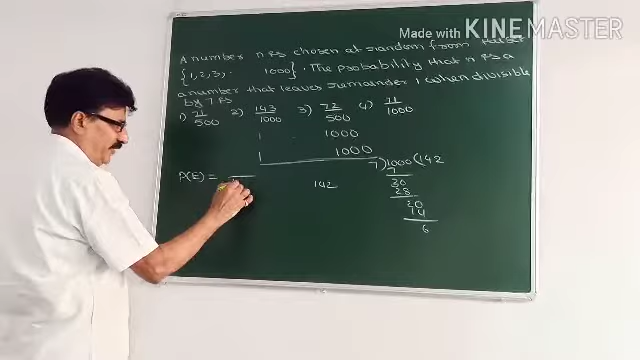 Made with KINEMASTER
A number n is chosen at random from
{1,2,3, . 1000}. The probability that n is a
a number that leaves remainder 1 when divisible
by 7 is
1) 71/500 2) 143/1000 3) 72/500 4) 71/1000
1 . 1000
1 1000
7) 1000 (142
7
30
28
20
14
6
P(E) = 142